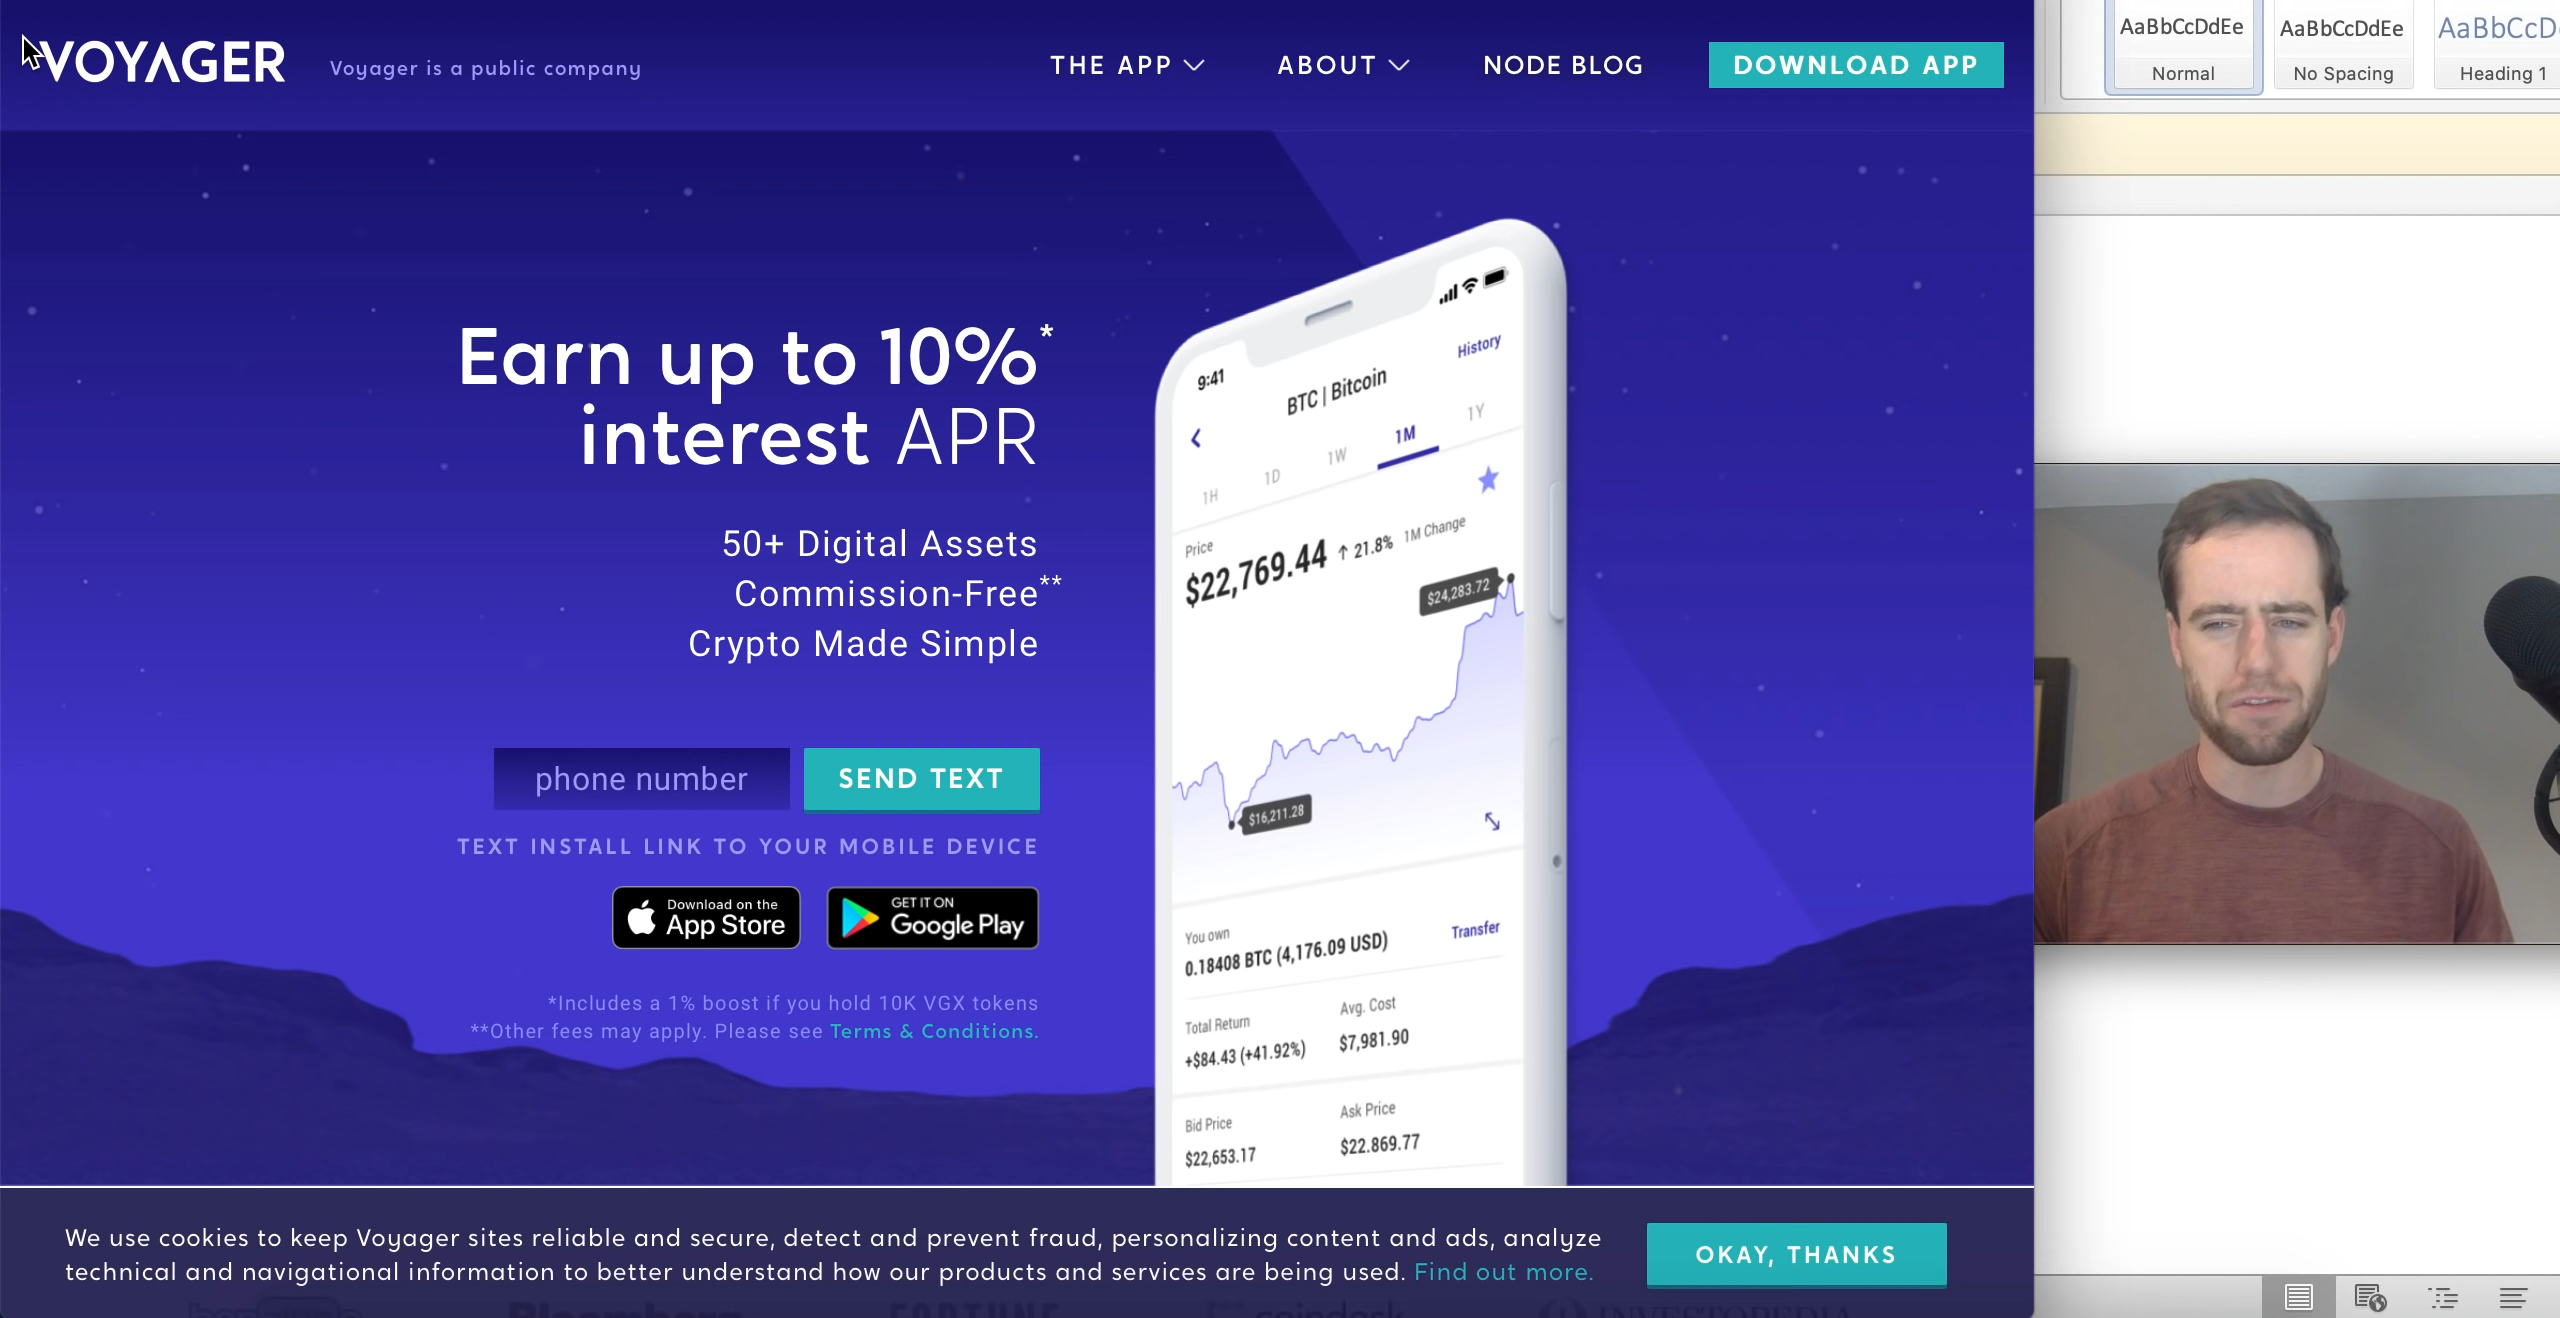 VOYAGER
Voyager is a public company
THE APP
ABOUT
NODE BLOG
DOWNLOAD APP
Earn up to 10%*
interest APR
50+ Digital Assets
Commission-Free**
Crypto Made Simple
phone number
SEND TEXT
TEXT INSTALL LINK TO YOUR MOBILE DEVICE
Download on the
App Store
GET IT ON
Google Play
*Includes a 1% boost if you hold 10K VGX tokens
**Other fees may apply. Please see Terms & Conditions.
9:41
History
BTC | Bitcoin
1H
1D
1W
1M
1Y
Price
$22,769.44 ↑ 21.8% 1M Change
$24,283.72
$16,211.28
You own
0.18408 BTC (4,176.09 USD)
Transfer
Total Return
+$84.43 (+41.92%)
Avg. Cost
$7,981.90
Bid Price
$22,653.17
Ask Price
$22.869.77
We use cookies to keep Voyager sites reliable and secure, detect and prevent fraud, personalizing content and ads, analyze
technical and navigational information to better understand how our products and services are being used. Find out more.
OKAY, THANKS
Bloomberg
FORTUNE
coindesk
INVESTOPEDIA
AaBbCcDdEe
Normal
AaBbCcDdEe
No Spacing
AaBbCcD
Heading 1